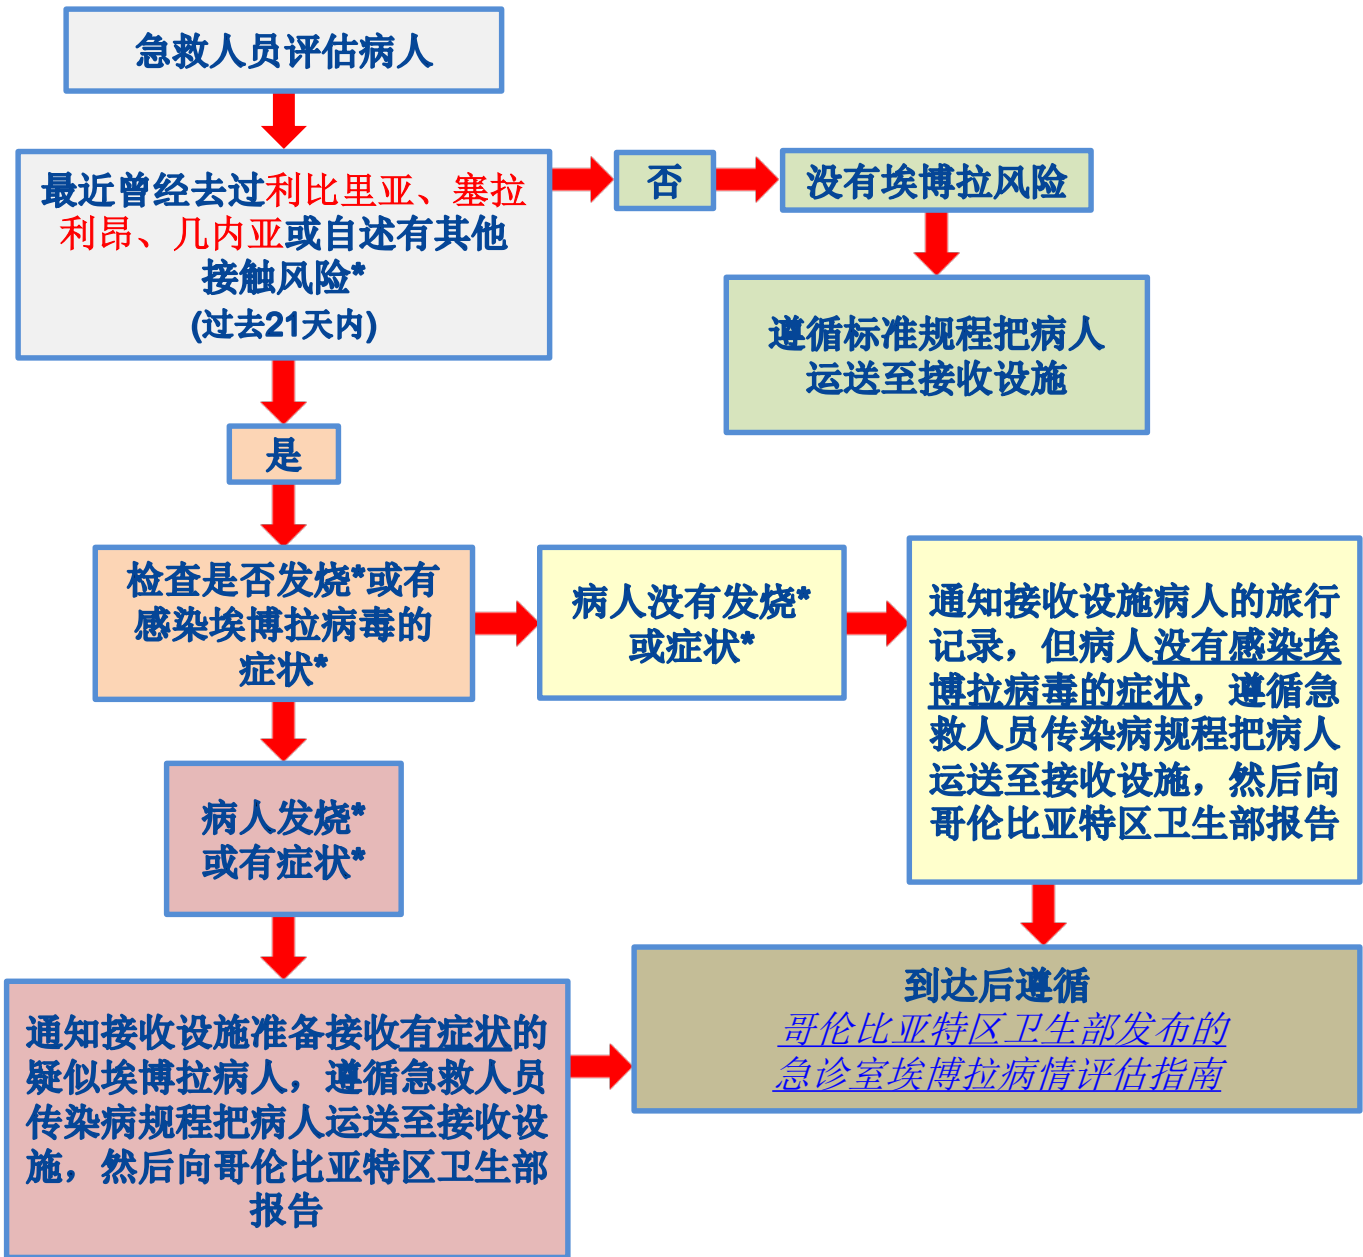 急救人员评估病人
最近曾经去过利比里亚、塞拉
利昂、几内亚或自述有其他
接触风险*
(过去21天内)
否
没有埃博拉风险
遵循标准规程把病人
运送至接收设施
是
检查是否发烧*或有
感染埃博拉病毒的
症状*
病人没有发烧*
或症状*
通知接收设施病人的旅行
记录，但病人没有感染埃
博拉病毒的症状，遵循急
救人员传染病规程把病人
运送至接收设施，然后向
哥伦比亚特区卫生部报告
病人发烧*
或有症状*
通知接收设施准备接收有症状的
疑似埃博拉病人，遵循急救人员
传染病规程把病人运送至接收设
施，然后向哥伦比亚特区卫生部
报告
到达后遵循
哥伦比亚特区卫生部发布的
急诊室埃博拉病情评估指南